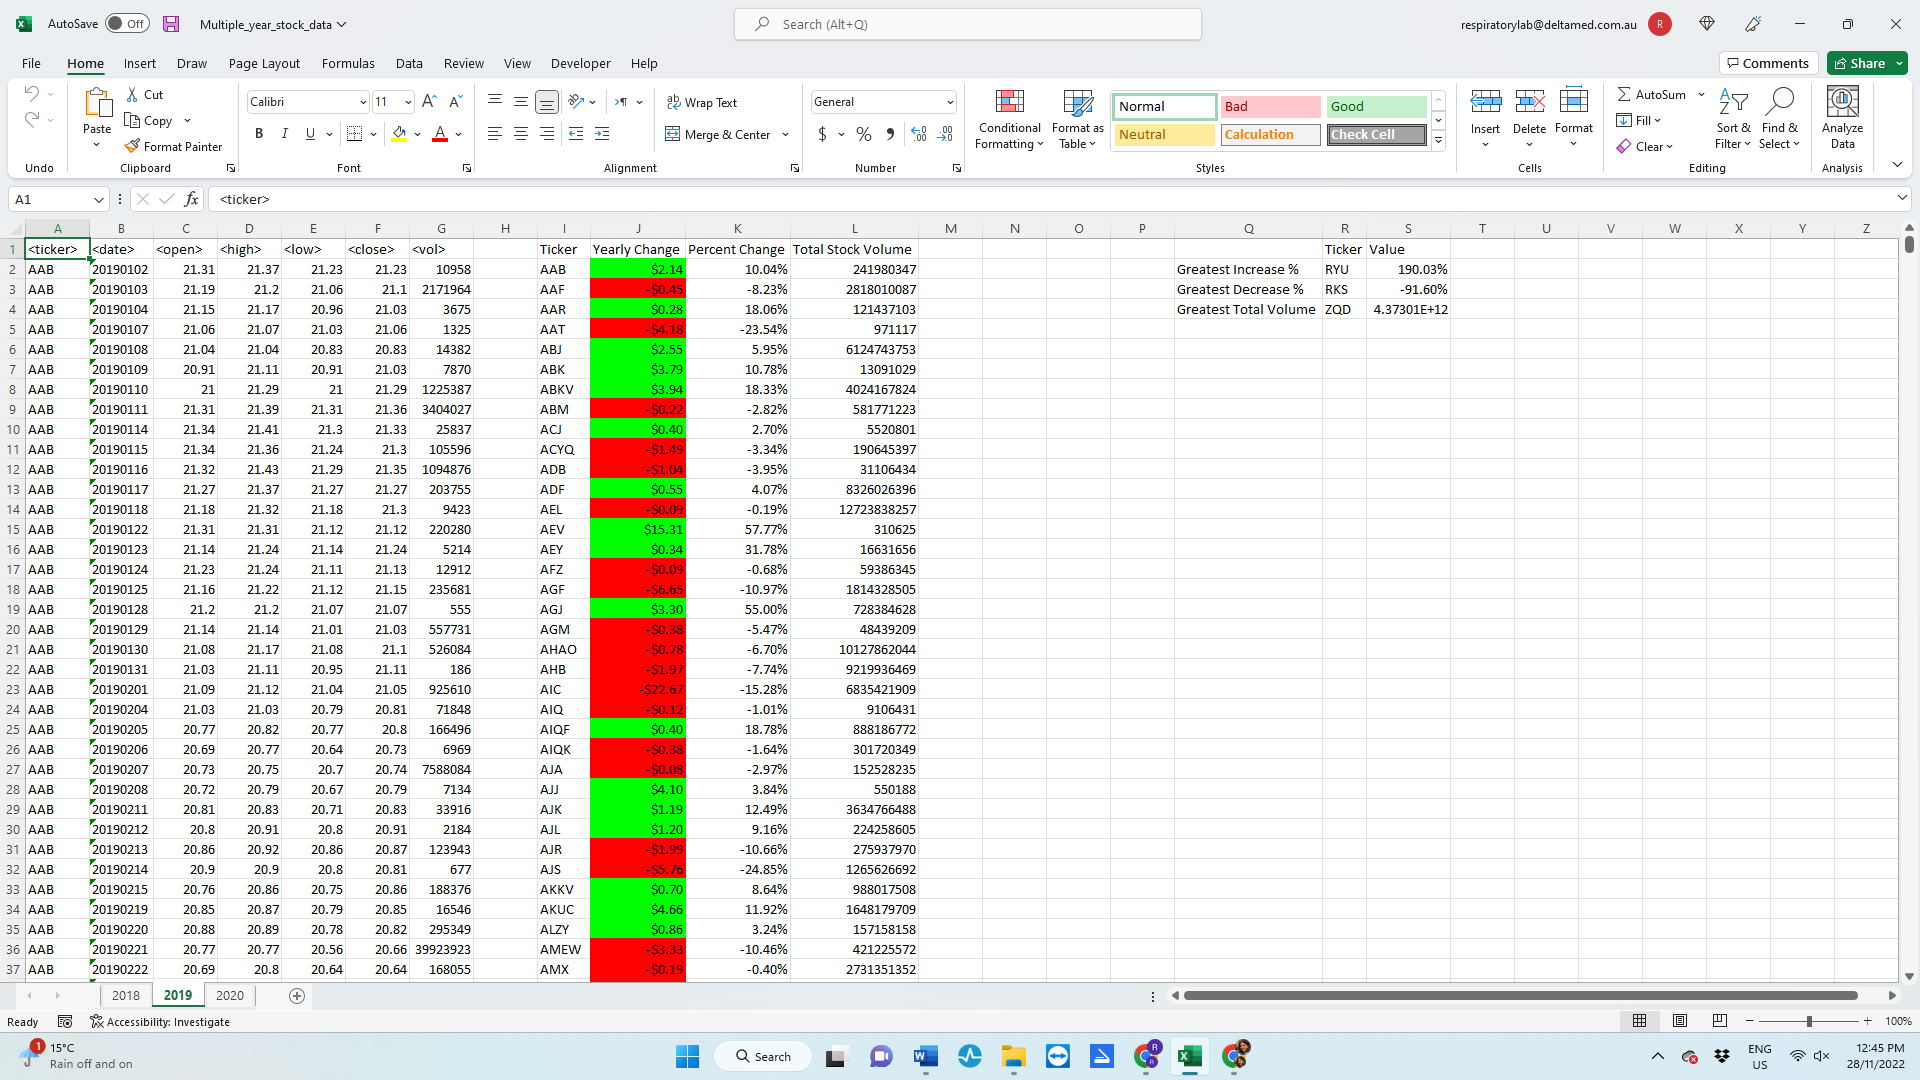 AutoSave Off Multiple_year_stock_data Search (Alt+Q) respiratorylab@deltamed.com.au R
File Home Insert Draw Page Layout Formulas Data Review View Developer Help Comments Share
Cut Calibri 11 Wrap Text General Normal Bad Good AutoSum
Paste Copy Conditional Formatting Format as Table Insert Delete Format Fill Sort & Filter Find & Select Analyze Data
Format Painter B I U Merge & Center $ % Neutral Calculation Check Cell Clear
Undo Clipboard Font Alignment Number Styles Cells Editing Analysis
A1 fx <ticker>
A B C D E F G H I J K L M N O P Q R S T U V W X Y Z
1 <ticker> <date> <open> <high> <low> <close> <vol> Ticker Yearly Change Percent Change Total Stock Volume Ticker Value
2 AAB 20190102 21.31 21.37 21.23 21.23 10958 AAB $2.14 10.04% 241980347 Greatest Increase % RYU 190.03%
3 AAB 20190103 21.19 21.2 21.06 21.1 2171964 AAF -$0.45 -8.23% 2818010087 Greatest Decrease % RKS -91.60%
4 AAB 20190104 21.15 21.17 20.96 21.03 3675 AAR $0.28 18.06% 121437103 Greatest Total Volume ZQD 4.37301E+12
5 AAB 20190107 21.06 21.07 21.03 21.06 1325 AAT -$4.18 -23.54% 971117
6 AAB 20190108 21.04 21.04 20.83 20.83 14382 ABJ $2.55 5.95% 6124743753
7 AAB 20190109 20.91 21.11 20.91 21.03 7870 ABK $3.79 10.78% 13091029
8 AAB 20190110 21 21.29 21 21.29 1225387 ABKV $3.94 18.33% 4024167824
9 AAB 20190111 21.31 21.39 21.31 21.36 3404027 ABM -$0.22 -2.82% 581771223
10 AAB 20190114 21.34 21.41 21.3 21.33 25837 ACJ $0.40 2.70% 5520801
11 AAB 20190115 21.34 21.36 21.24 21.3 105596 ACYQ -$1.49 -3.34% 190645397
12 AAB 20190116 21.32 21.43 21.29 21.35 1094876 ADB -$1.04 -3.95% 31106434
13 AAB 20190117 21.27 21.37 21.27 21.27 203755 ADF $0.55 4.07% 8326026396
14 AAB 20190118 21.18 21.32 21.18 21.3 9423 AEL -$0.09 -0.19% 12723838257
15 AAB 20190122 21.31 21.31 21.12 21.12 220280 AEV $15.31 57.77% 310625
16 AAB 20190123 21.14 21.24 21.14 21.24 5214 AEY $0.34 31.78% 16631656
17 AAB 20190124 21.23 21.24 21.11 21.13 12912 AFZ -$0.09 -0.68% 59386345
18 AAB 20190125 21.16 21.22 21.12 21.15 235681 AGF -$6.65 -10.97% 1814328505
19 AAB 20190128 21.2 21.2 21.07 21.07 555 AGJ $3.30 55.00% 728384628
20 AAB 20190129 21.14 21.14 21.01 21.03 557731 AGM -$0.38 -5.47% 48439209
21 AAB 20190130 21.08 21.17 21.08 21.1 526084 AHAO -$0.78 -6.70% 10127862044
22 AAB 20190131 21.03 21.11 20.95 21.11 186 AHB -$1.97 -7.74% 9219936469
23 AAB 20190201 21.09 21.12 21.04 21.05 925610 AIC -$22.67 -15.28% 6835421909
24 AAB 20190204 21.03 21.03 20.79 20.81 71848 AIQ -$0.12 -1.01% 9106431
25 AAB 20190205 20.77 20.82 20.77 20.8 166496 AIQF $0.40 18.78% 888186772
26 AAB 20190206 20.69 20.77 20.64 20.73 6969 AIQK -$0.38 -1.64% 301720349
27 AAB 20190207 20.73 20.75 20.7 20.74 7588084 AJA -$0.08 -2.97% 152528235
28 AAB 20190208 20.72 20.79 20.67 20.79 7134 AJJ $4.10 3.84% 550188
29 AAB 20190211 20.81 20.83 20.71 20.83 33916 AJK $1.19 12.49% 3634766488
30 AAB 20190212 20.8 20.91 20.8 20.91 2184 AJL $1.20 9.16% 224258605
31 AAB 20190213 20.86 20.92 20.86 20.87 123943 AJR -$1.99 -10.66% 275937970
32 AAB 20190214 20.9 20.9 20.8 20.81 677 AJS -$5.76 -24.85% 1265626692
33 AAB 20190215 20.76 20.86 20.75 20.86 188376 AKKV $0.70 8.64% 988017508
34 AAB 20190219 20.85 20.87 20.79 20.85 16546 AKUC $4.66 11.92% 1648179709
35 AAB 20190220 20.88 20.89 20.78 20.82 295349 ALZY $0.86 3.24% 157158158
36 AAB 20190221 20.77 20.77 20.56 20.66 39923923 AMEW -$3.33 -10.46% 421225572
37 AAB 20190222 20.69 20.8 20.64 20.64 168055 AMX -$0.19 -0.40% 2731351352
2018 2019 2020
Ready Accessibility: Investigate 100%
1 15°C Search ENG 12:45 PM
Rain off and on US 28/11/2022